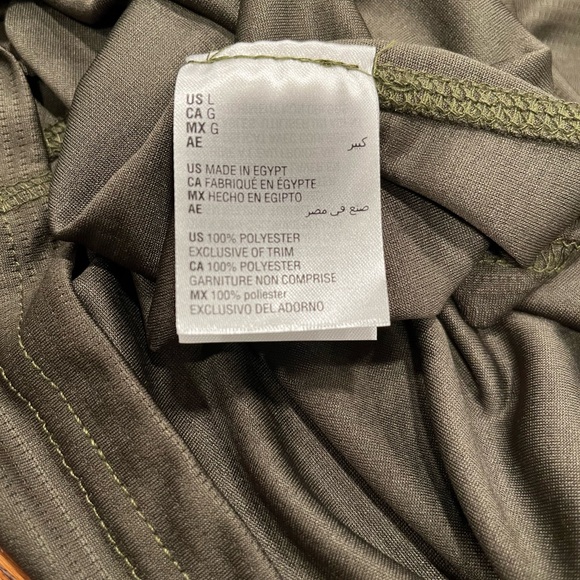 US L
CA G
MX G
AE كبير
US MADE IN EGYPT
CA FABRIQUÉ EN ÉGYPTE
MX HECHO EN EGIPTO
AE صنع في مصر
US 100% POLYESTER
EXCLUSIVE OF TRIM
CA 100% POLYESTER
GARNITURE NON COMPRISE
MX 100% poliester
EXCLUSIVO DEL ADORNO